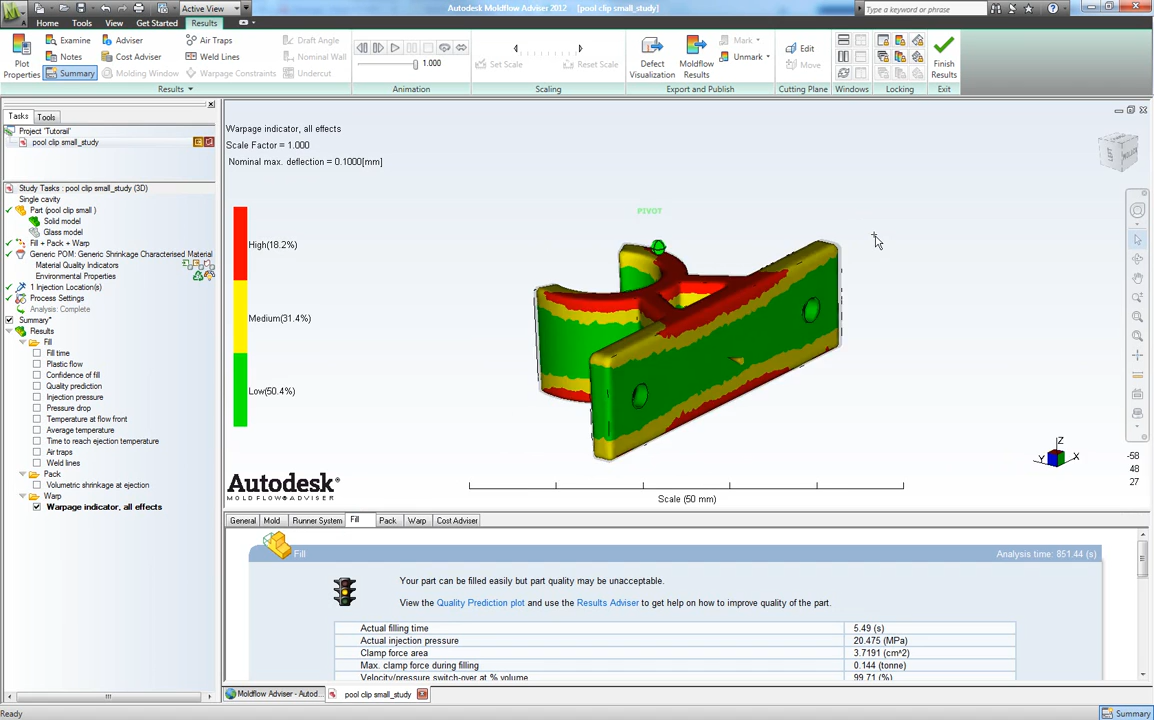 Active View
Autodesk Moldflow Adviser 2012 [pool clip small_study]
Type a keyword or phrase
Home Tools View Get Started Results
Plot Properties
Examine
Notes
Summary
Adviser
Cost Adviser
Molding Window
Air Traps
Weld Lines
Warpage Constraints
Draft Angle
Nominal Wall
Undercut
1.000
Set Scale Reset Scale
Defect Visualization
Moldflow Results
Mark
Unmark
Edit
Move
Finish Results
Results Animation Scaling Export and Publish Cutting Plane Windows Locking Exit
Tasks Tools
Project 'Tutorail'
pool clip small_study
Study Tasks : pool clip small_study (3D)
Single cavity
Part (pool clip small )
Solid model
Glass model
Fill + Pack + Warp
Generic POM: Generic Shrinkage Characterised Material
Material Quality Indicators
Environmental Properties
1 Injection Location(s)
Process Settings
Analysis: Complete
Summary*
Results
Fill
Fill time
Plastic flow
Confidence of fill
Quality prediction
Injection pressure
Pressure drop
Temperature at flow front
Average temperature
Time to reach ejection temperature
Air traps
Weld lines
Pack
Volumetric shrinkage at ejection
Warp
Warpage indicator, all effects
Warpage indicator, all effects
Scale Factor = 1.000
Nominal max. deflection = 0.1000[mm]
High(18.2%)
Medium(31.4%)
Low(50.4%)
PIVOT
Z
Y X
-58
48
27
Autodesk®
MOLDFLOW®ADVISER
Scale (50 mm)
General Mold Runner System Fill Pack Warp Cost Adviser
Fill Analysis time: 851.44 (s)
Your part can be filled easily but part quality may be unacceptable.
View the Quality Prediction plot and use the Results Adviser to get help on how to improve quality of the part.
Actual filling time 5.49 (s)
Actual injection pressure 20.475 (MPa)
Clamp force area 3.7191 (cm^2)
Max. clamp force during filling 0.144 (tonne)
Velocity/pressure switch-over at % volume 99.71 (%)
Moldflow Adviser - Autod... pool clip small_study
Ready Summary